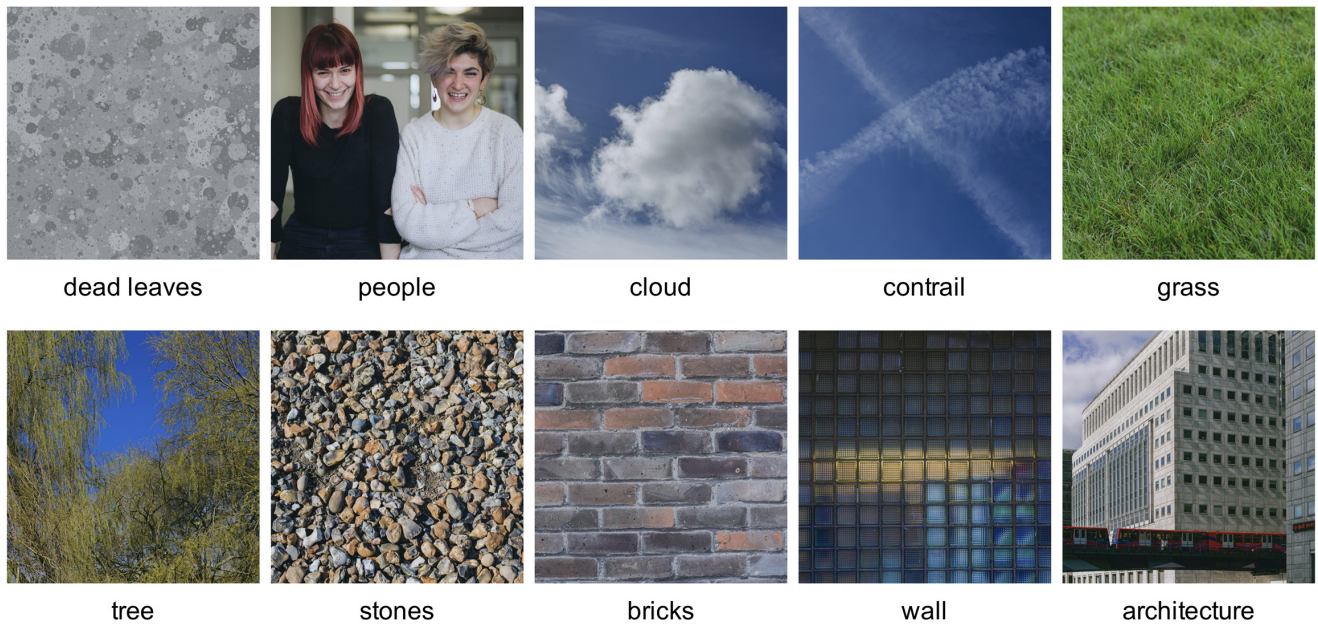 dead leaves
people
cloud
contrail
grass
tree
stones
bricks
wall
architecture